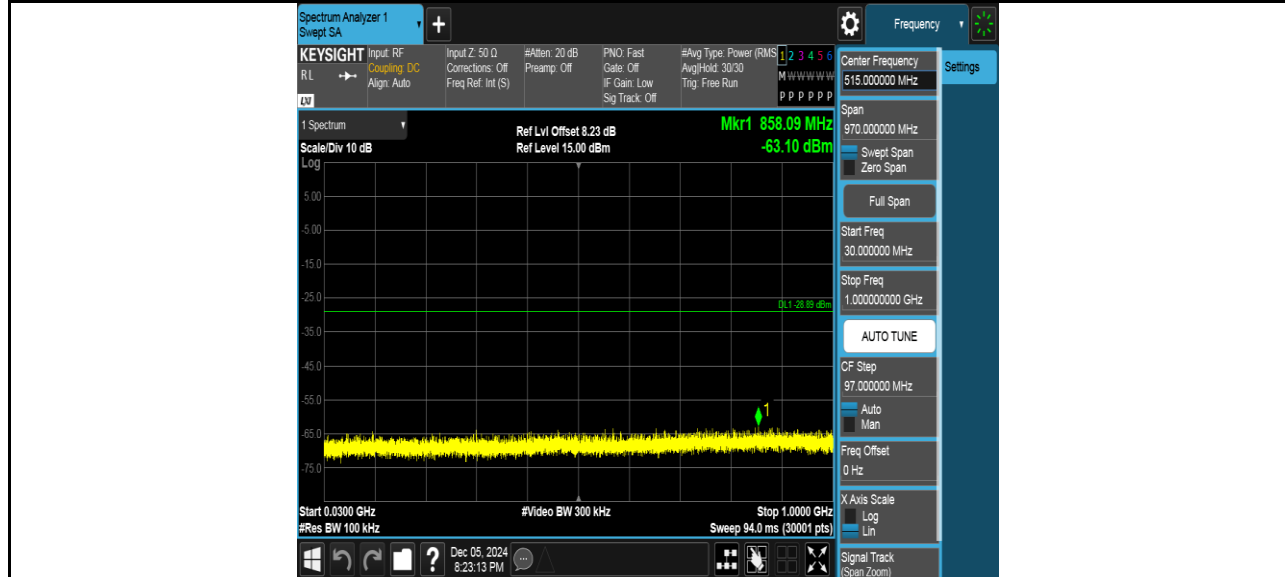 Spectrum Analyzer 1
Swept SA
Frequency
KEYSIGHT
RL
LXI
Input: RF
Coupling: DC
Align: Auto
Input Z: 50 Ω
Corrections: Off
Freq Ref: Int (S)
#Atten: 20 dB
Preamp: Off
PNO: Fast
Gate: Off
IF Gain: Low
Sig Track: Off
#Avg Type: Power (RMS
Avg|Hold: 30/30
Trig: Free Run
1 2 3 4 5 6
M W W W W W
P P P P P P
1 Spectrum
Scale/Div 10 dB
Log
Ref Lvl Offset 8.23 dB
Ref Level 15.00 dBm
Mkr1 858.09 MHz
-63.10 dBm
5.00
-5.00
-15.0
-25.0
DL1 -28.89 dBm
-35.0
-45.0
-55.0
1
-65.0
-75.0
Start 0.0300 GHz
#Res BW 100 kHz
#Video BW 300 kHz
Stop 1.0000 GHz
Sweep 94.0 ms (30001 pts)
?
Dec 05, 2024
8:23:13 PM
Center Frequency
515.000000 MHz
Settings
Span
970.000000 MHz
Swept Span
Zero Span
Full Span
Start Freq
30.000000 MHz
Stop Freq
1.000000000 GHz
AUTO TUNE
CF Step
97.000000 MHz
Auto
Man
Freq Offset
0 Hz
X Axis Scale
Log
Lin
Signal Track
(Span Zoom)